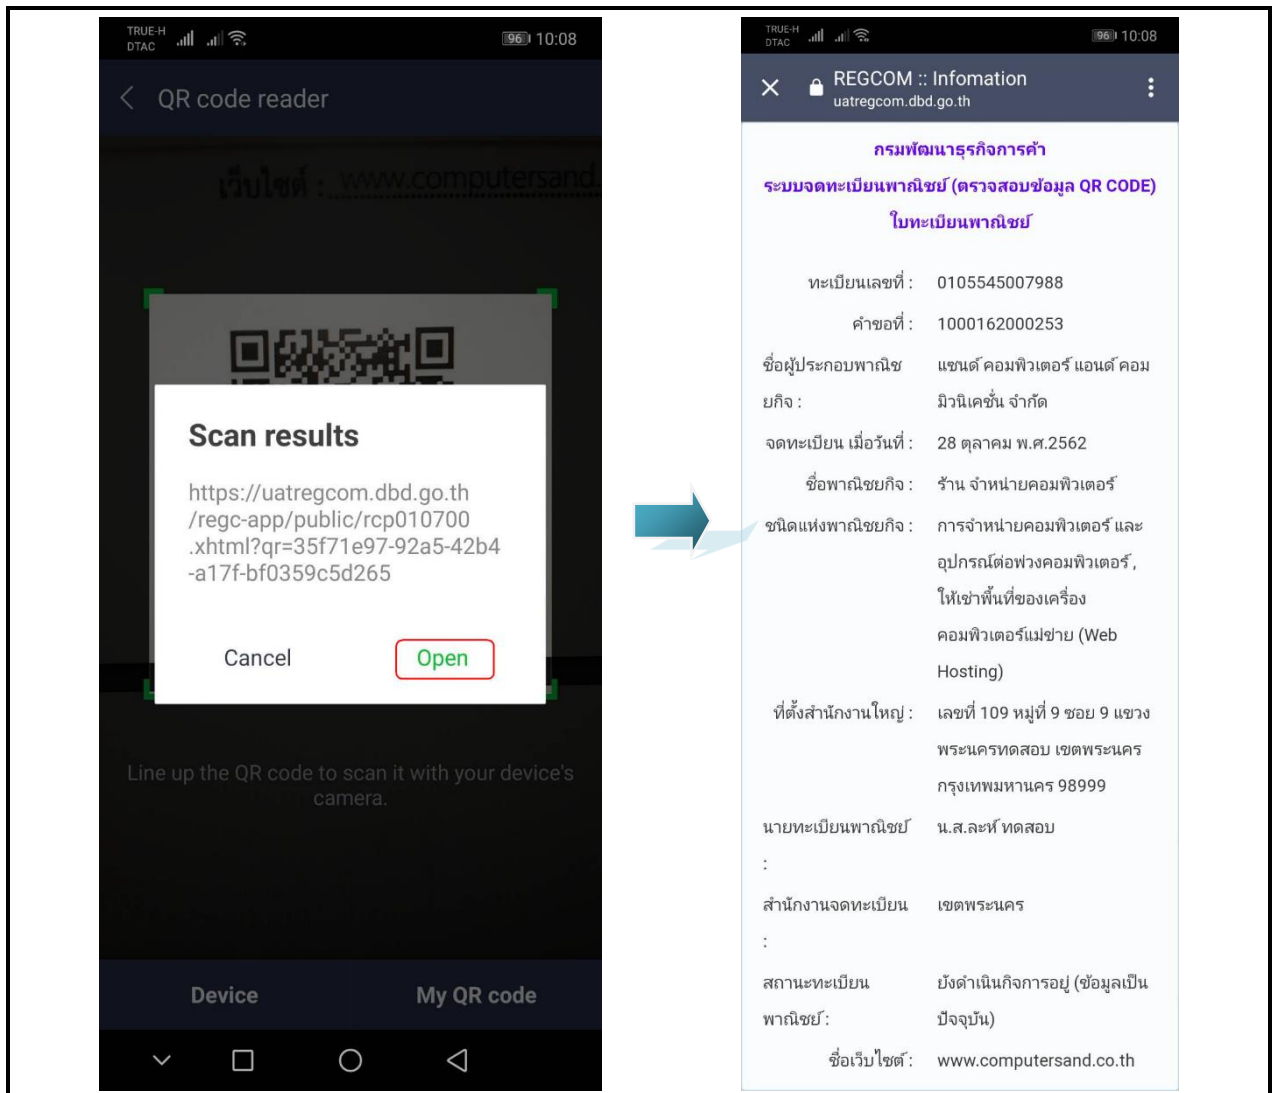 TRUE-H
DTAC
96 10:08
QR code reader
เว็บไซต์ : www.computersand.
Scan results
https://uatregcom.dbd.go.th
/regc-app/public/rcp010700
.xhtml?qr=35f71e97-92a5-42b4
-a17f-bf0359c5d265
Cancel Open
Line up the QR code to scan it with your device's
camera.
Device My QR code
TRUE-H
DTAC
96 10:08
REGCOM :: Infomation
uatregcom.dbd.go.th
กรมพัฒนาธุรกิจการค้า
ระบบจดทะเบียนพาณิชย์ (ตรวจสอบข้อมูล QR CODE)
ใบทะเบียนพาณิชย์
ทะเบียนเลขที่ : 0105545007988
คำขอที่ : 1000162000253
ชื่อผู้ประกอบพาณิช แซนด์ คอมพิวเตอร์ แอนด์ คอม
ยกิจ : มิวนิเคชั่น จำกัด
จดทะเบียน เมื่อวันที่ : 28 ตุลาคม พ.ศ.2562
ชื่อพาณิชยกิจ : ร้าน จำหน่ายคอมพิวเตอร์
ชนิดแห่งพาณิชยกิจ : การจำหน่ายคอมพิวเตอร์ และ
อุปกรณ์ต่อพ่วงคอมพิวเตอร์ ,
ให้เช่าพื้นที่ของเครื่อง
คอมพิวเตอร์แม่ข่าย (Web
Hosting)
ที่ตั้งสำนักงานใหญ่ : เลขที่ 109 หมู่ที่ 9 ซอย 9 แขวง
พระนครทดสอบ เขตพระนคร
กรุงเทพมหานคร 98999
นายทะเบียนพาณิชย์ น.ส.ละห์ ทดสอบ
:
สำนักงานจดทะเบียน เขตพระนคร
:
สถานะทะเบียน ยังดำเนินกิจการอยู่ (ข้อมูลเป็น
พาณิชย์ : ปัจจุบัน)
ชื่อเว็บไซต์ : www.computersand.co.th